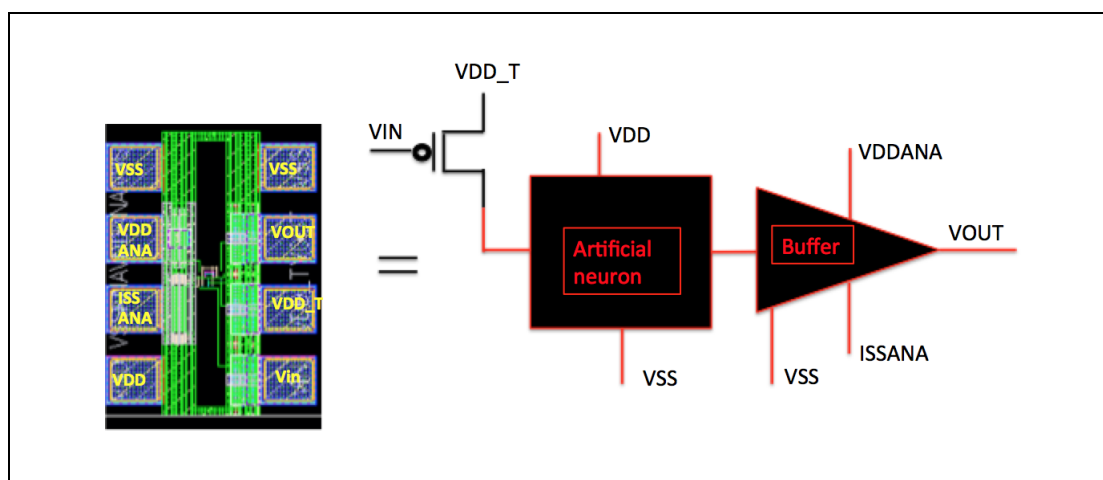 VDD_T
VIN
VDD
VDDANA
VSS
VSS
VDD
ANA
VOUT
Artificial
neuron
Buffer
VOUT
ISS
ANA
VDD_T
VDD
Vin
VSS
VSS
ISSANA